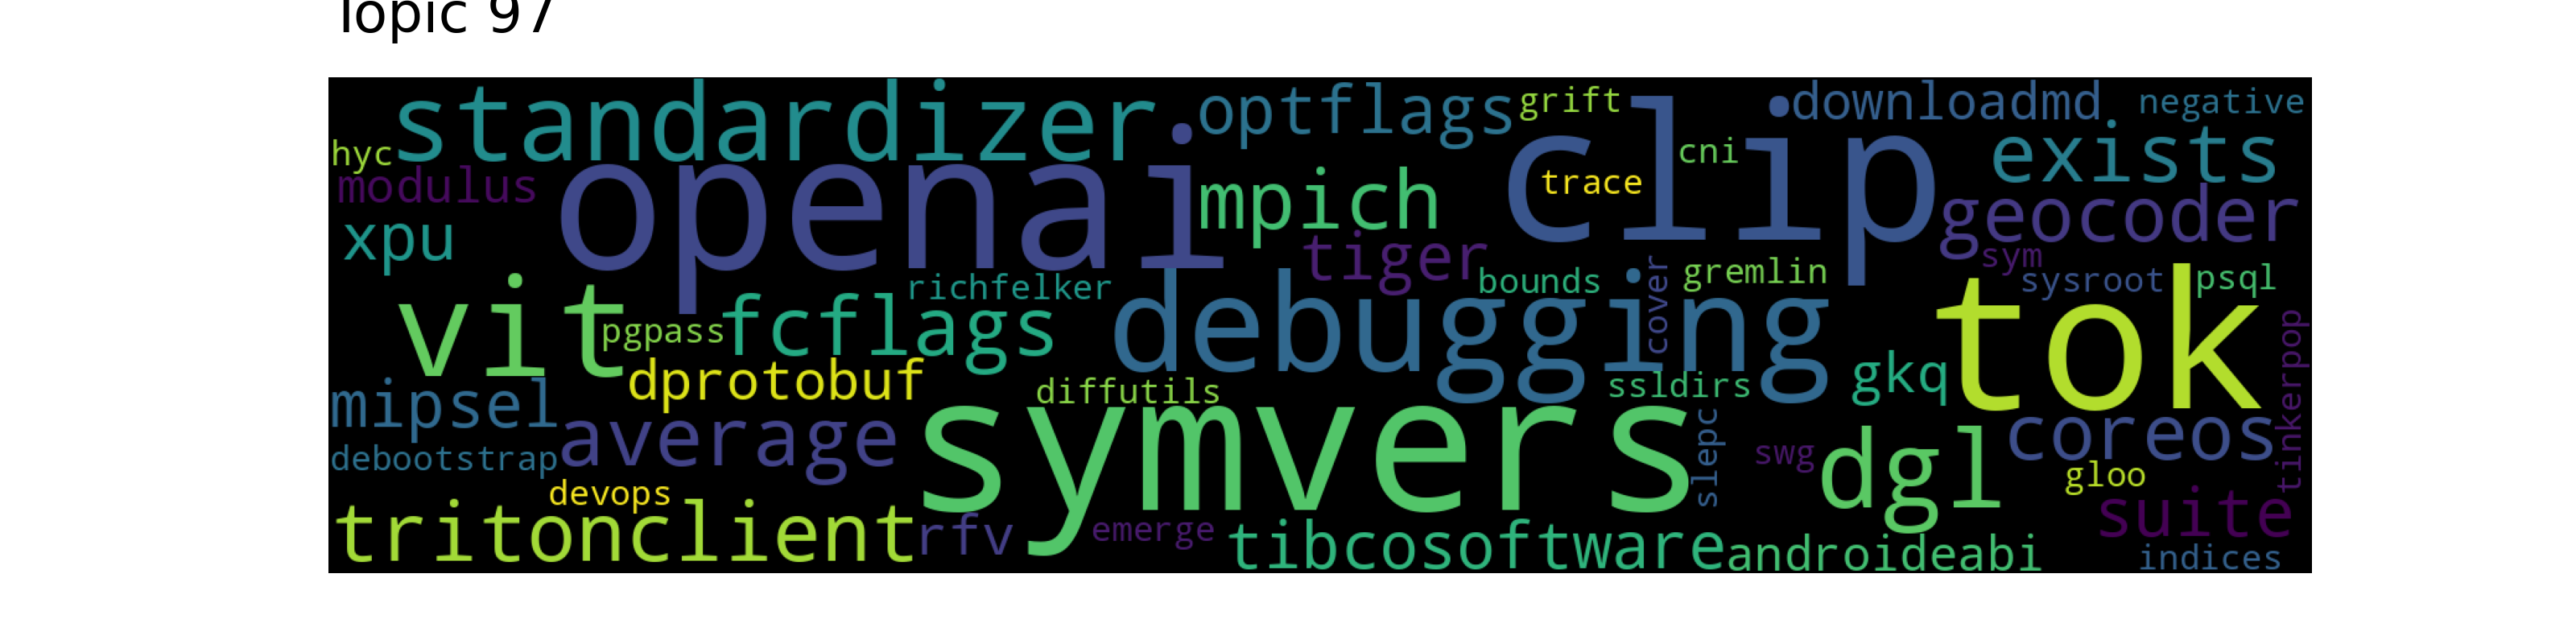 Topic 97
standardizer
optflags
grift
downloadmd
negative
hyc
openai
clip
cni
exists
modulus
mpich
trace
geocoder
xpu
tiger
sym
richfelker
bounds
cover
gremlin
sysroot
psql
vit
pgpass
fcflags
debugging
tok
tinkerpop
dprotobuf
diffutils
ssldirs
gkq
mipsel
average
symvers
slepc
swg
dgl
coreos
debootstrap
devops
gloo
tritonclient
rfv
emerge
tibcosoftware
androideabi
suite
indices